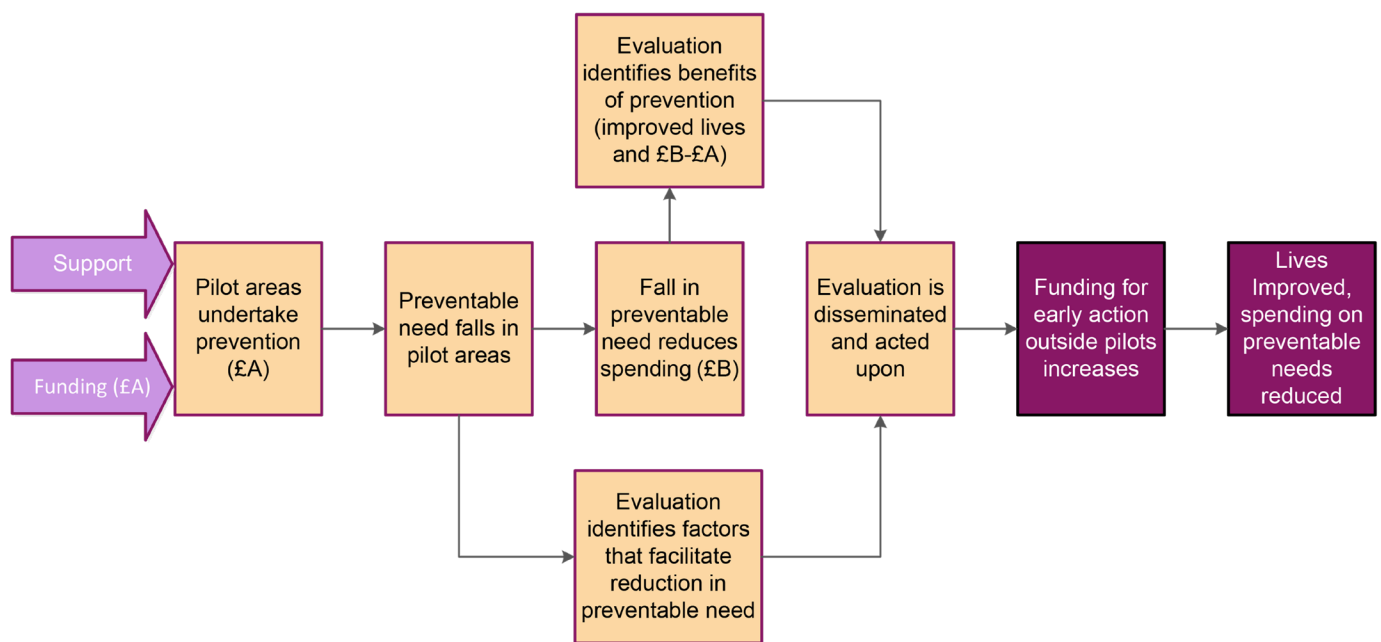 Support
Funding (£A)
Pilot areas
undertake
prevention
(£A)
Preventable
need falls in
pilot areas
Evaluation
identifies benefits
of prevention
(improved lives
and £B-£A)
Fall in
preventable
need reduces
spending (£B)
Evaluation
identifies factors
that facilitate
reduction in
preventable need
Evaluation is
disseminated
and acted
upon
Funding for
early action
outside pilots
increases
Lives
Improved,
spending on
preventable
needs
reduced